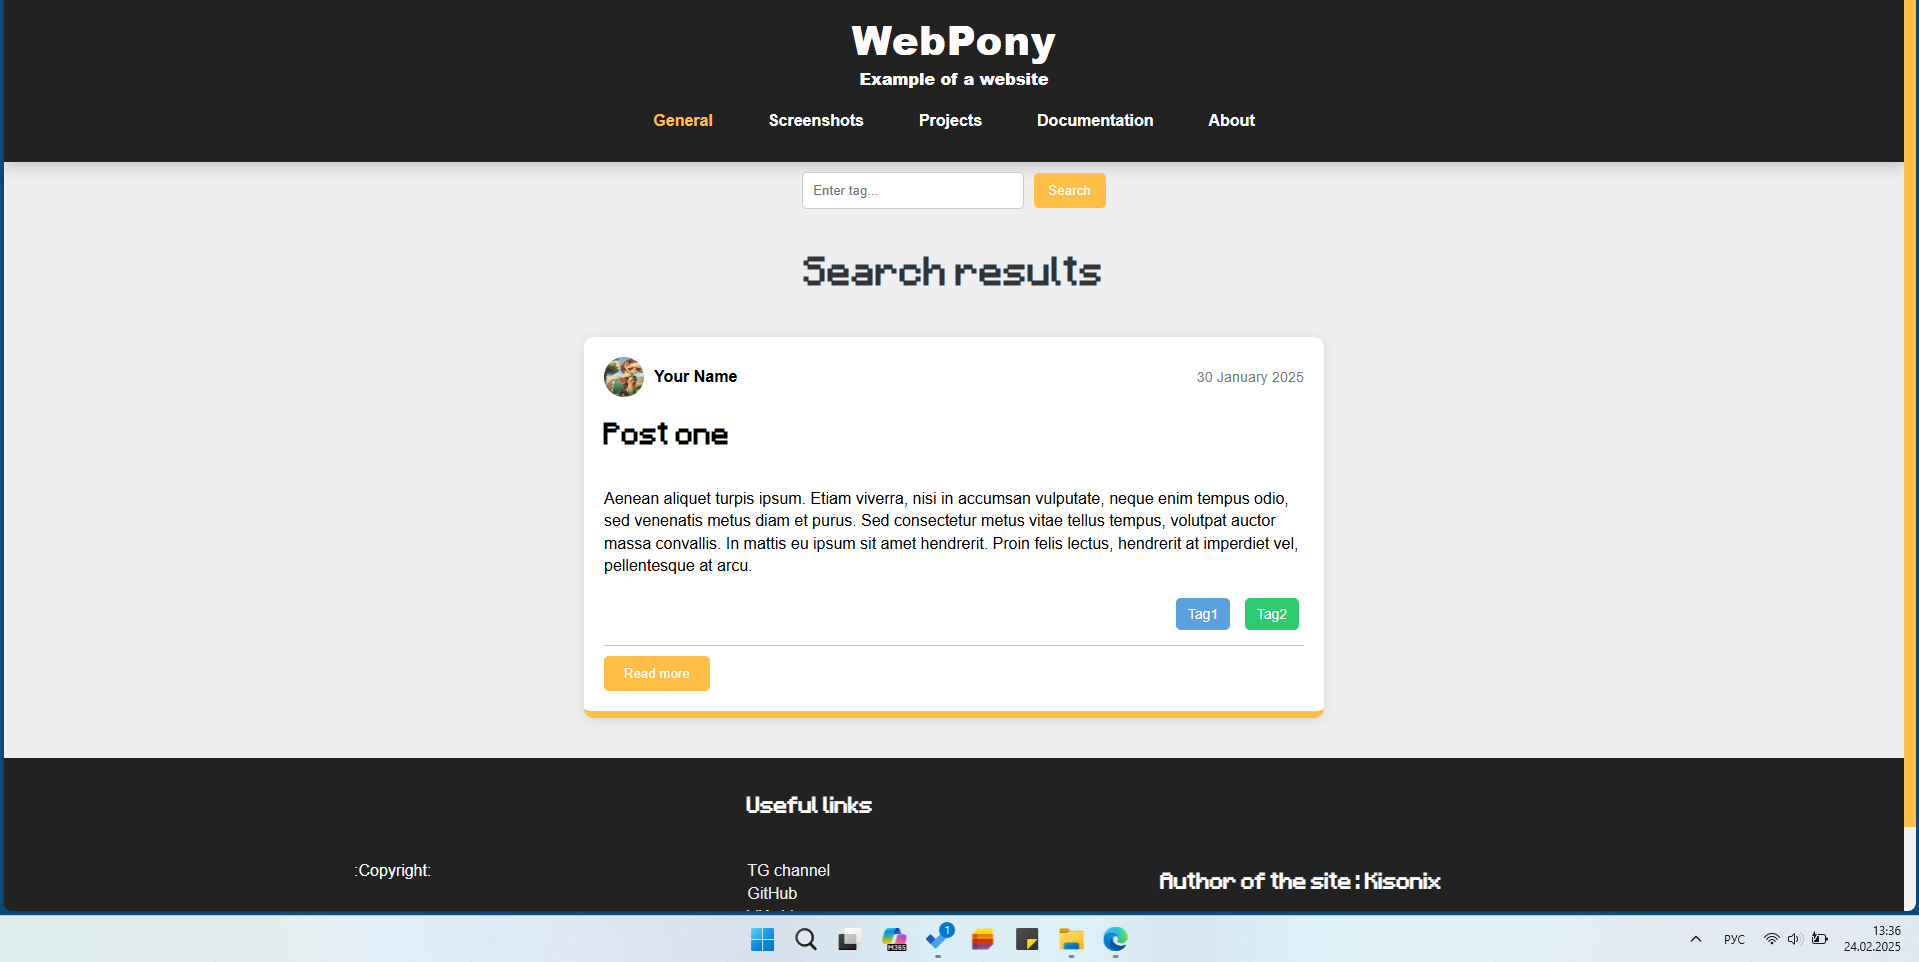 WebPony
Example of a website
General Screenshots Projects Documentation About
Enter tag...
Search
Search results
Your Name
30 January 2025
Post one
Aenean aliquet turpis ipsum. Etiam viverra, nisi in accumsan vulputate, neque enim tempus odio,
sed venenatis metus diam et purus. Sed consectetur metus vitae tellus tempus, volutpat auctor
massa convallis. In mattis eu ipsum sit amet hendrerit. Proin felis lectus, hendrerit at imperdiet vel,
pellentesque at arcu.
Tag1 Tag2
Read more
:Copyright:
Useful links
TG channel
GitHub
Author of the site : Kisonix
M365
1
РУС
13:36
24.02.2025